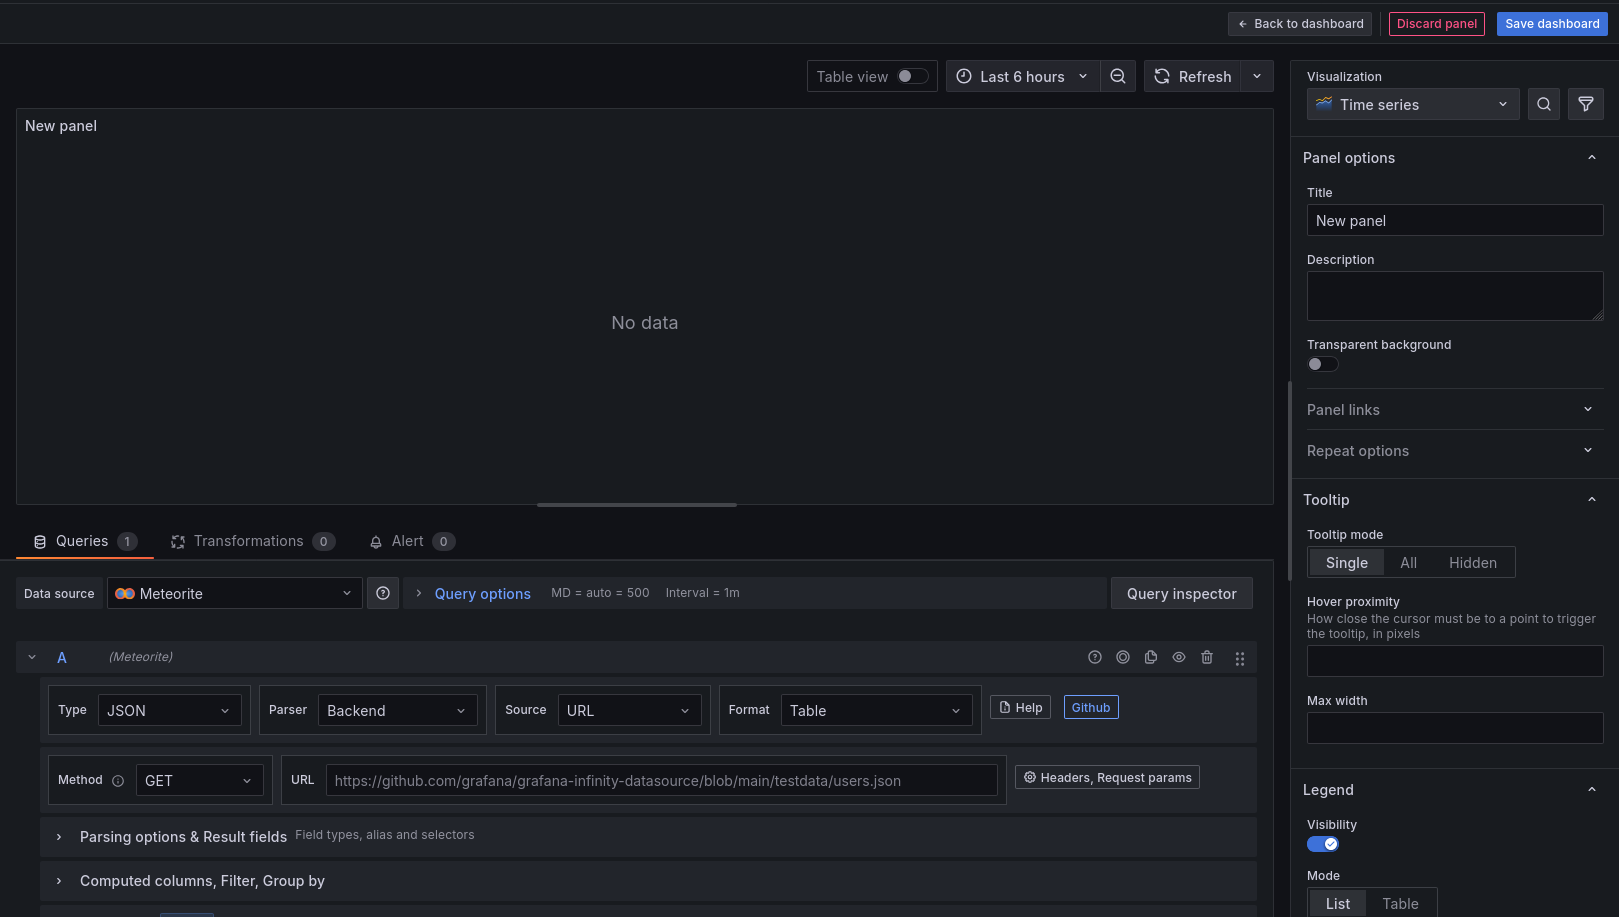 Back to dashboard
Discard panel
Save dashboard
Table view
Last 6 hours
Refresh
New panel
No data
Queries 1
Transformations 0
Alert 0
Data source
Meteorite
Query options
MD = auto = 500
Interval = 1m
Query inspector
A
(Meteorite)
Type
JSON
Parser
Backend
Source
URL
Format
Table
Help
Github
Method
GET
URL
https://github.com/grafana/grafana-infinity-datasource/blob/main/testdata/users.json
Headers, Request params
Parsing options & Result fields
Field types, alias and selectors
Computed columns, Filter, Group by
Visualization
Time series
Panel options
Title
New panel
Description
Transparent background
Panel links
Repeat options
Tooltip
Tooltip mode
Single
All
Hidden
Hover proximity
How close the cursor must be to a point to trigger
the tooltip, in pixels
Max width
Legend
Visibility
Mode
List
Table